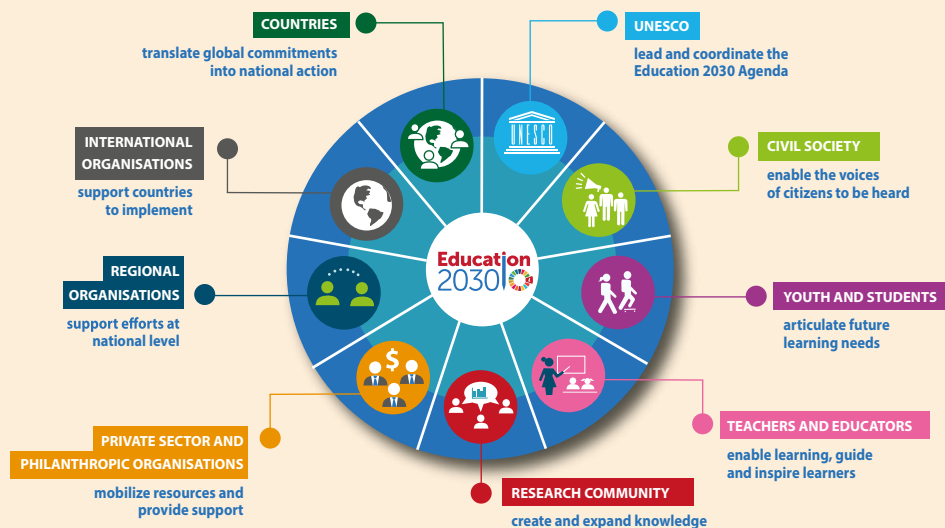 COUNTRIES
translate global commitments
into national action
UNESCO
lead and coordinate the
Education 2030 Agenda
UNESCO
INTERNATIONAL
ORGANISATIONS
support countries
to implement
CIVIL SOCIETY
enable the voices
of citizens to be heard
Education
2030
REGIONAL
ORGANISATIONS
support efforts at
national level
YOUTH AND STUDENTS
articulate future
learning needs
$
PRIVATE SECTOR AND
PHILANTHROPIC ORGANISATIONS
mobilize resources and
provide support
TEACHERS AND EDUCATORS
enable learning, guide
and inspire learners
RESEARCH COMMUNITY
create and expand knowledge